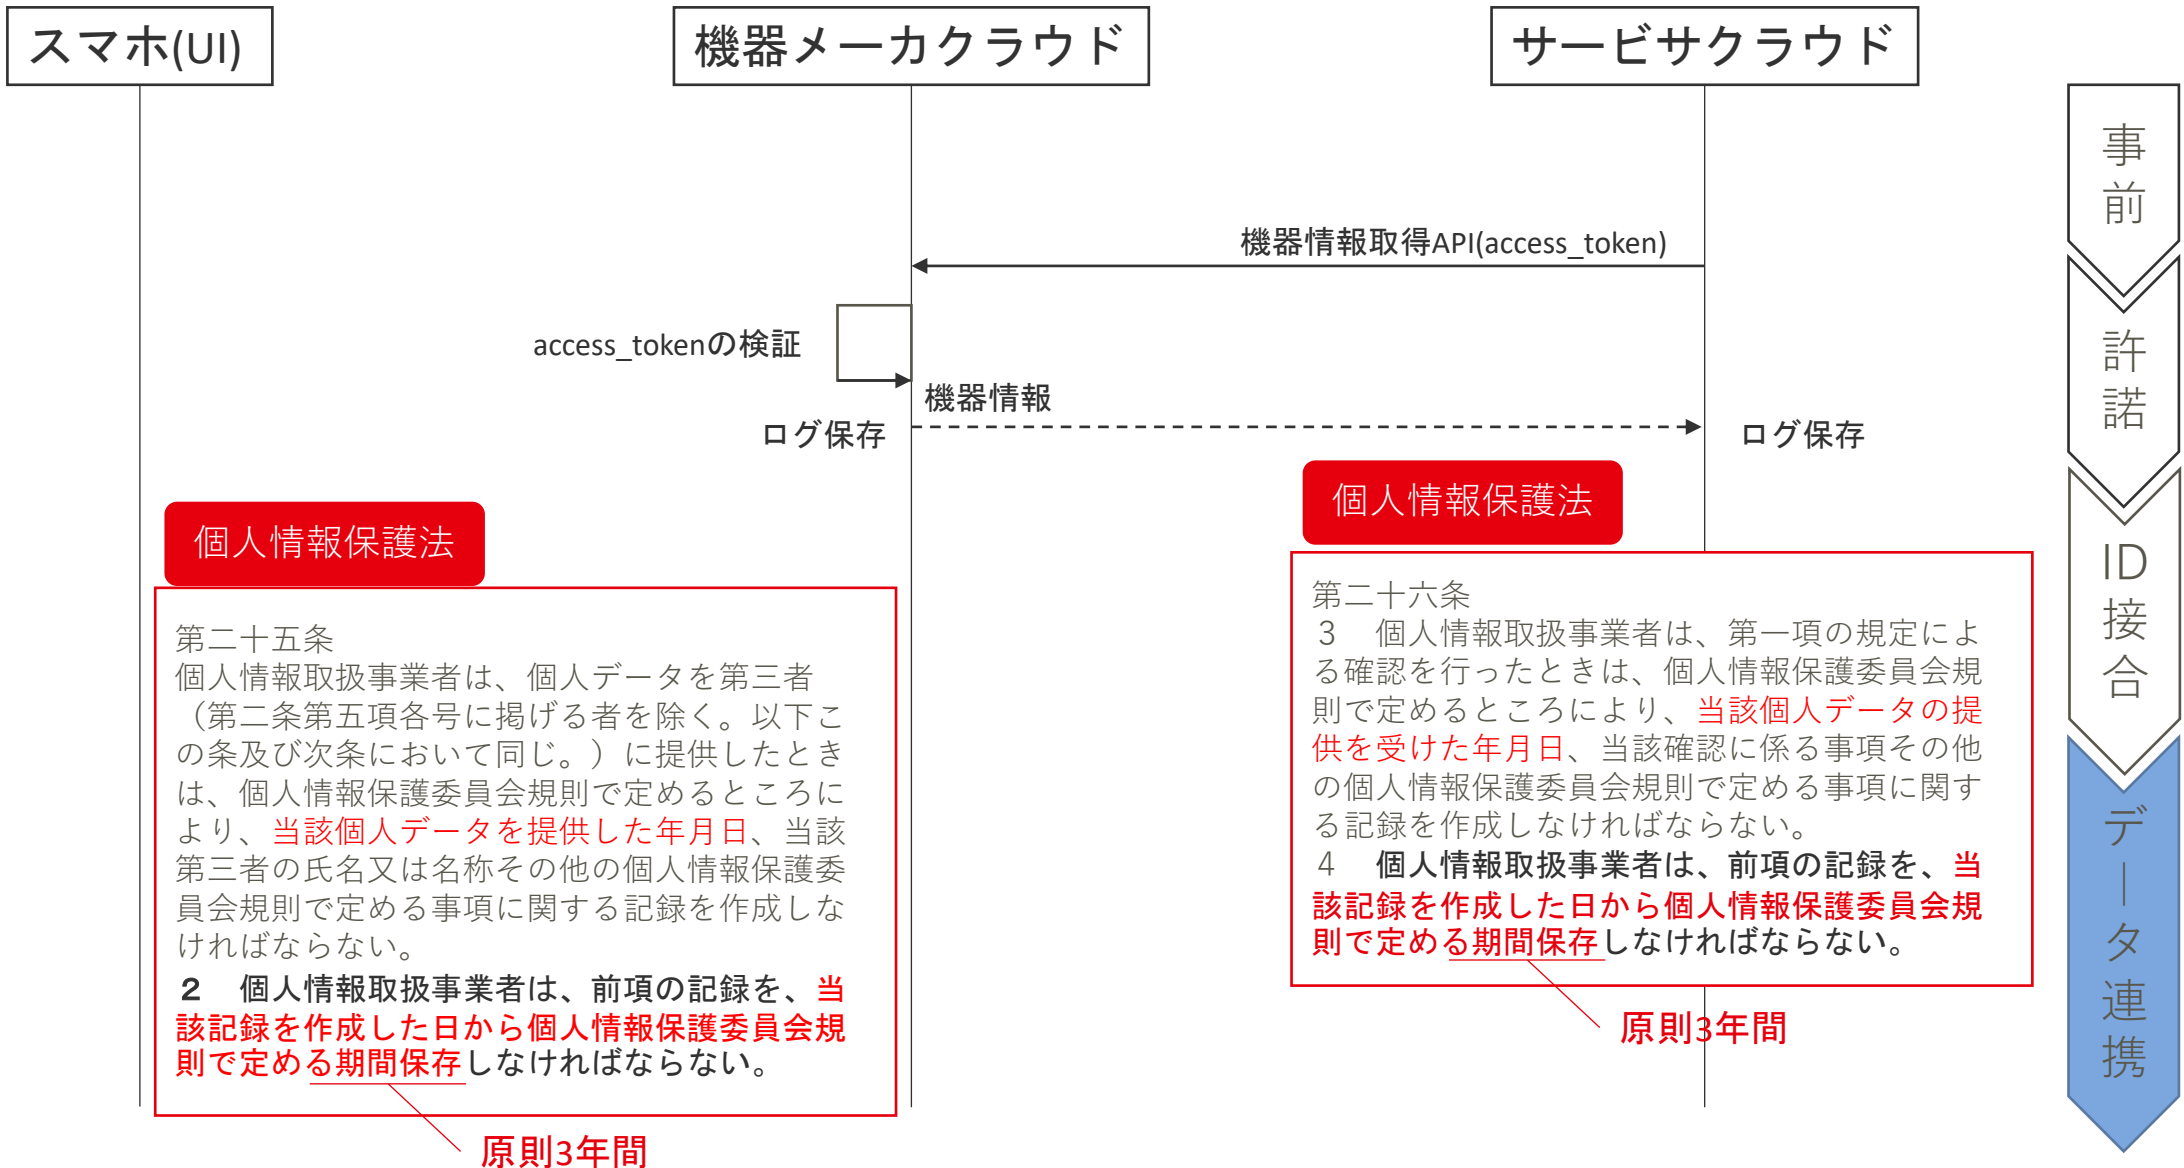 スマホ(UI)
機器メーカクラウド
サービサクラウド
機器情報取得API(access_token)
access_tokenの検証
機器情報
ログ保存
ログ保存
個人情報保護法
第二十五条
個人情報取扱事業者は、個人データを第三者
（第二条第五項各号に掲げる者を除く。以下こ
の条及び次条において同じ。）に提供したとき
は、個人情報保護委員会規則で定めるところに
より、当該個人データを提供した年月日、当該
第三者の氏名又は名称その他の個人情報保護委
員会規則で定める事項に関する記録を作成しな
ければならない。
２　個人情報取扱事業者は、前項の記録を、当
該記録を作成した日から個人情報保護委員会規
則で定める期間保存しなければならない。
原則3年間
個人情報保護法
第二十六条
３　個人情報取扱事業者は、第一項の規定によ
る確認を行ったときは、個人情報保護委員会規
則で定めるところにより、当該個人データの提
供を受けた年月日、当該確認に係る事項その他
の個人情報保護委員会規則で定める事項に関す
る記録を作成しなければならない。
４　個人情報取扱事業者は、前項の記録を、当
該記録を作成した日から個人情報保護委員会規
則で定める期間保存しなければならない。
原則3年間
事前
許諾
ID接合
データ連携